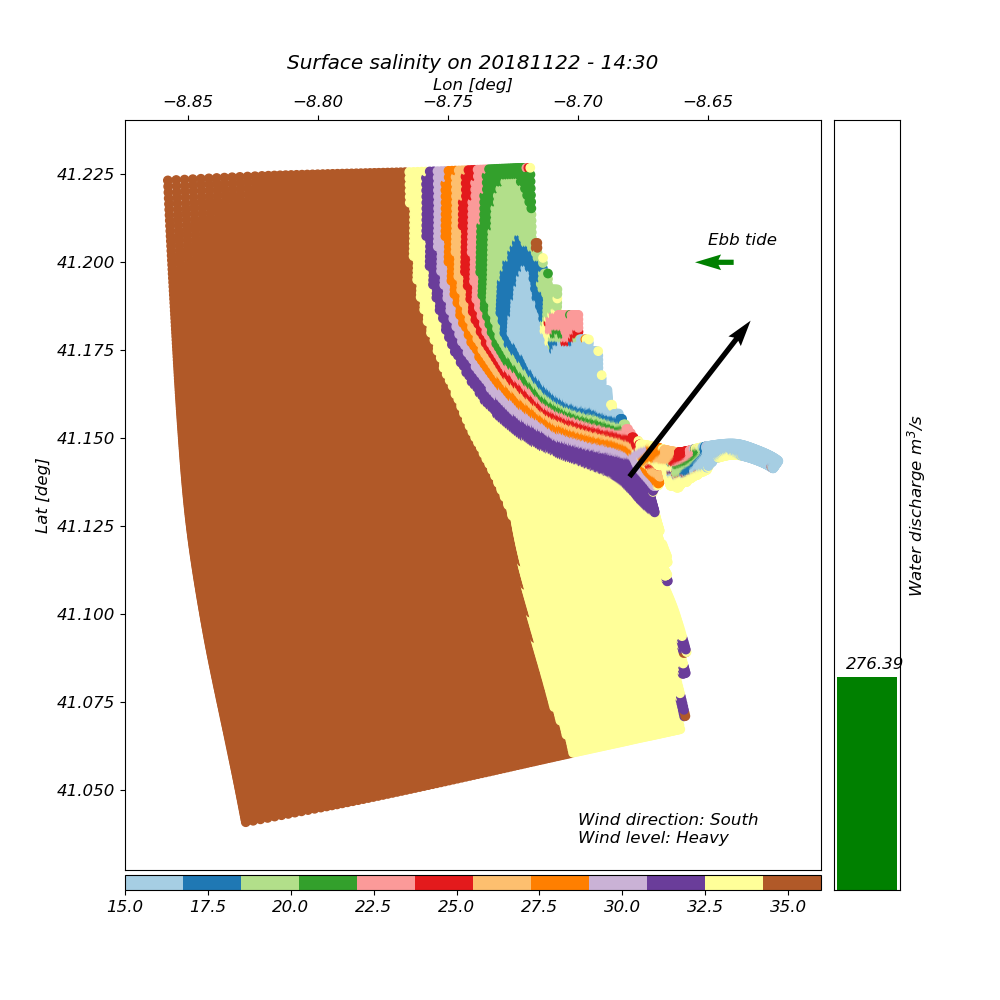 Surface salinity on 20181122 - 14:30
Lon [deg]
−8.85 −8.80 −8.75 −8.70 −8.65
41.225
41.200
41.175
41.150
41.125
41.100
41.075
41.050
Lat [deg]
Ebb tide
Wind direction: South
Wind level: Heavy
15.0 17.5 20.0 22.5 25.0 27.5 30.0 32.5 35.0
276.39
Water discharge m³/s